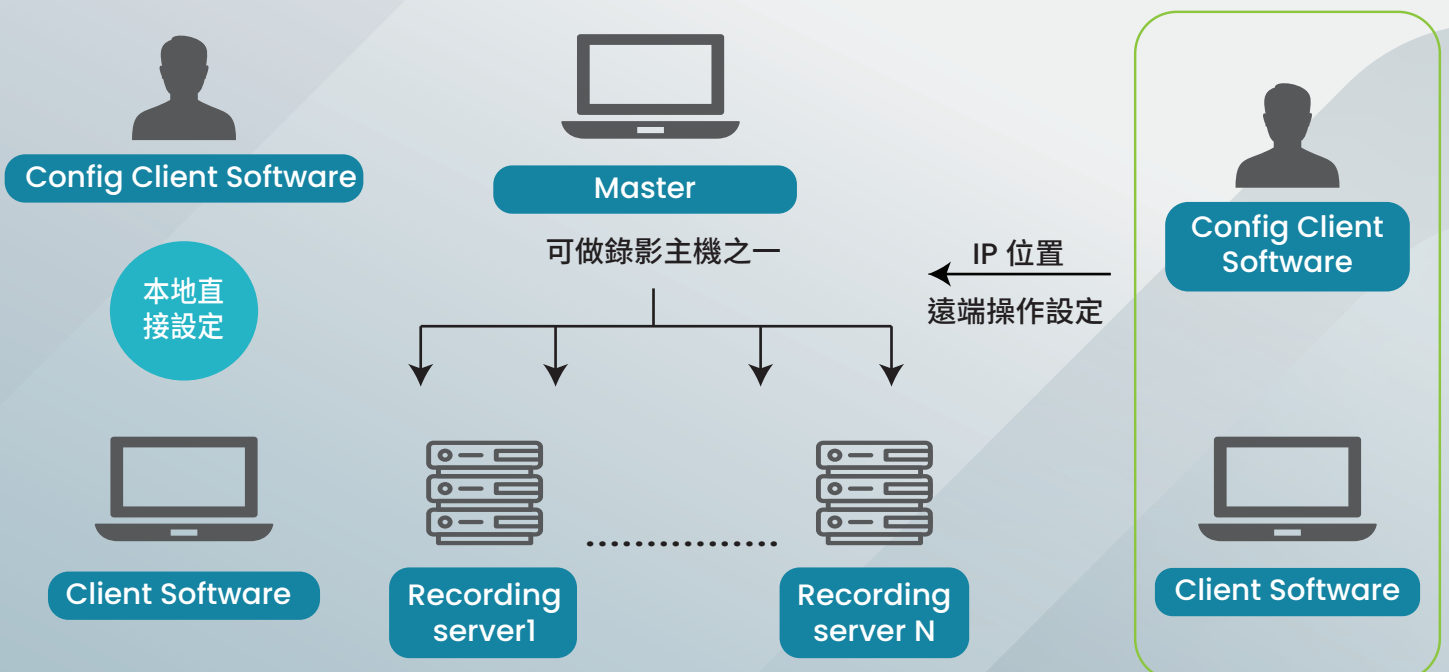 Config Client Software
本地直
接設定
Client Software
Master
可做錄影主機之一
Recording
server1
Recording
server N
IP 位置
遠端操作設定
Config Client
Software
Client Software